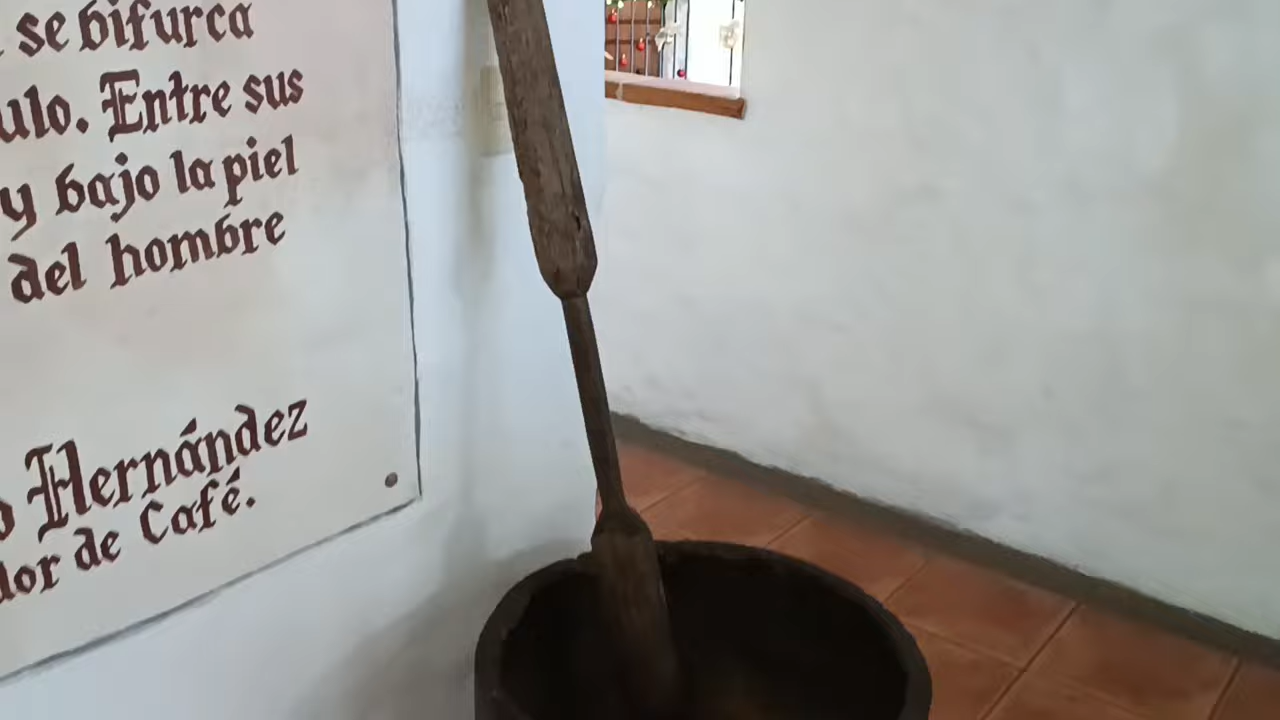 se bifurca
ulo. Entre sus
y bajo la piel
del hombre
o Hernández
dor de Café.